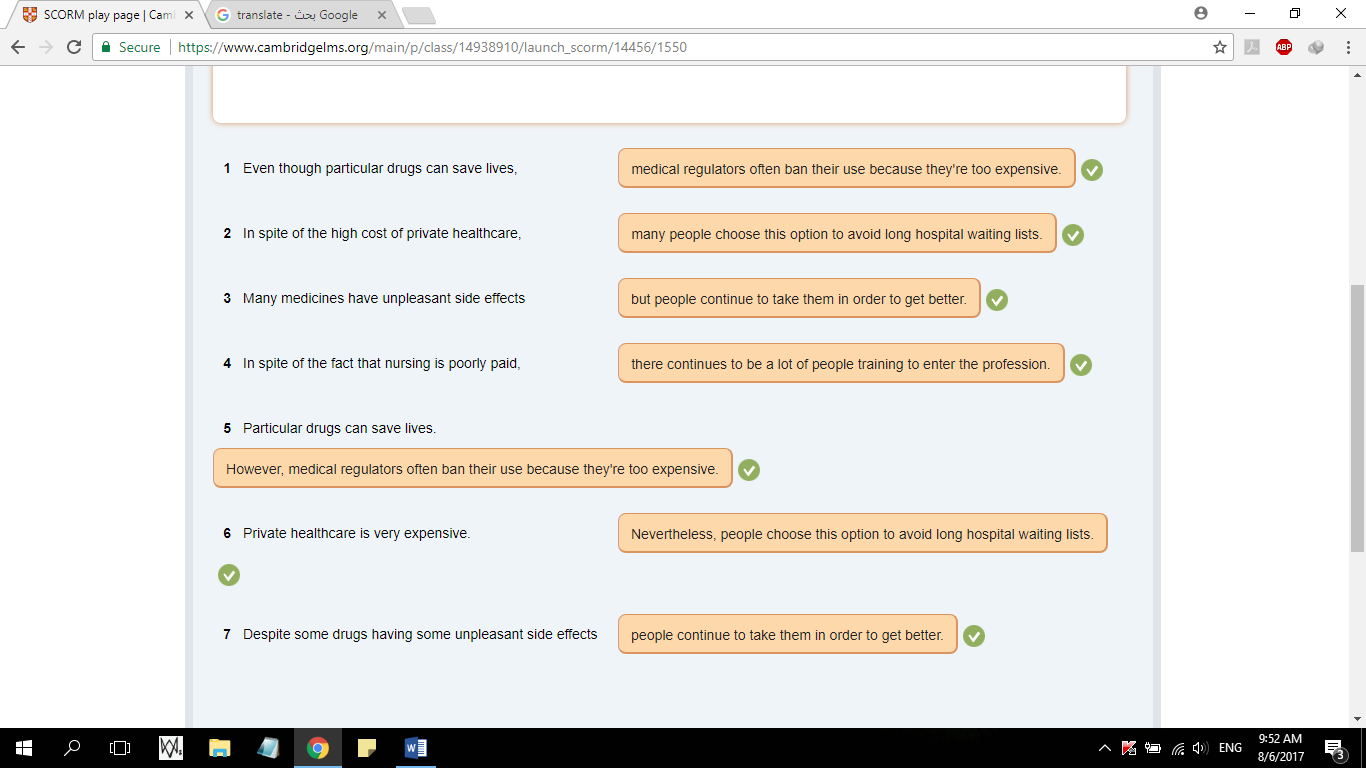 SCORM play page | Cam
translate - بحث Google
Secure
https://www.cambridgelms.org/main/p/class/14938910/launch_scorm/14456/1550
ABP
1 Even though particular drugs can save lives,
medical regulators often ban their use because they're too expensive.
2 In spite of the high cost of private healthcare,
many people choose this option to avoid long hospital waiting lists.
3 Many medicines have unpleasant side effects
but people continue to take them in order to get better.
4 In spite of the fact that nursing is poorly paid,
there continues to be a lot of people training to enter the profession.
5 Particular drugs can save lives.
However, medical regulators often ban their use because they're too expensive.
6 Private healthcare is very expensive.
Nevertheless, people choose this option to avoid long hospital waiting lists.
7 Despite some drugs having some unpleasant side effects
people continue to take them in order to get better.
ENG
9:52 AM
8/6/2017
3